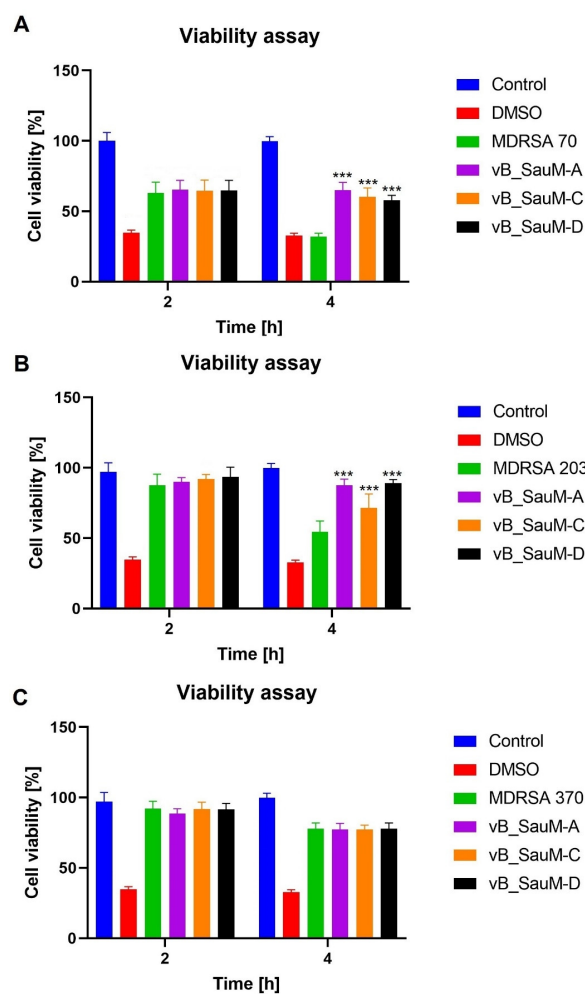 A
Viability assay
Cell viability [%]
150
100
50
0
*** *** ***
2 4
Time [h]
Control
DMSO
MDRSA 70
vB_SauM-A
vB_SauM-C
vB_SauM-D
B
Viability assay
Cell viability [%]
150
100
50
0
*** *** ***
2 4
Time [h]
Control
DMSO
MDRSA 203
vB_SauM-A
vB_SauM-C
vB_SauM-D
C
Viability assay
Cell viability [%]
150
100
50
0
2 4
Time [h]
Control
DMSO
MDRSA 370
vB_SauM-A
vB_SauM-C
vB_SauM-D